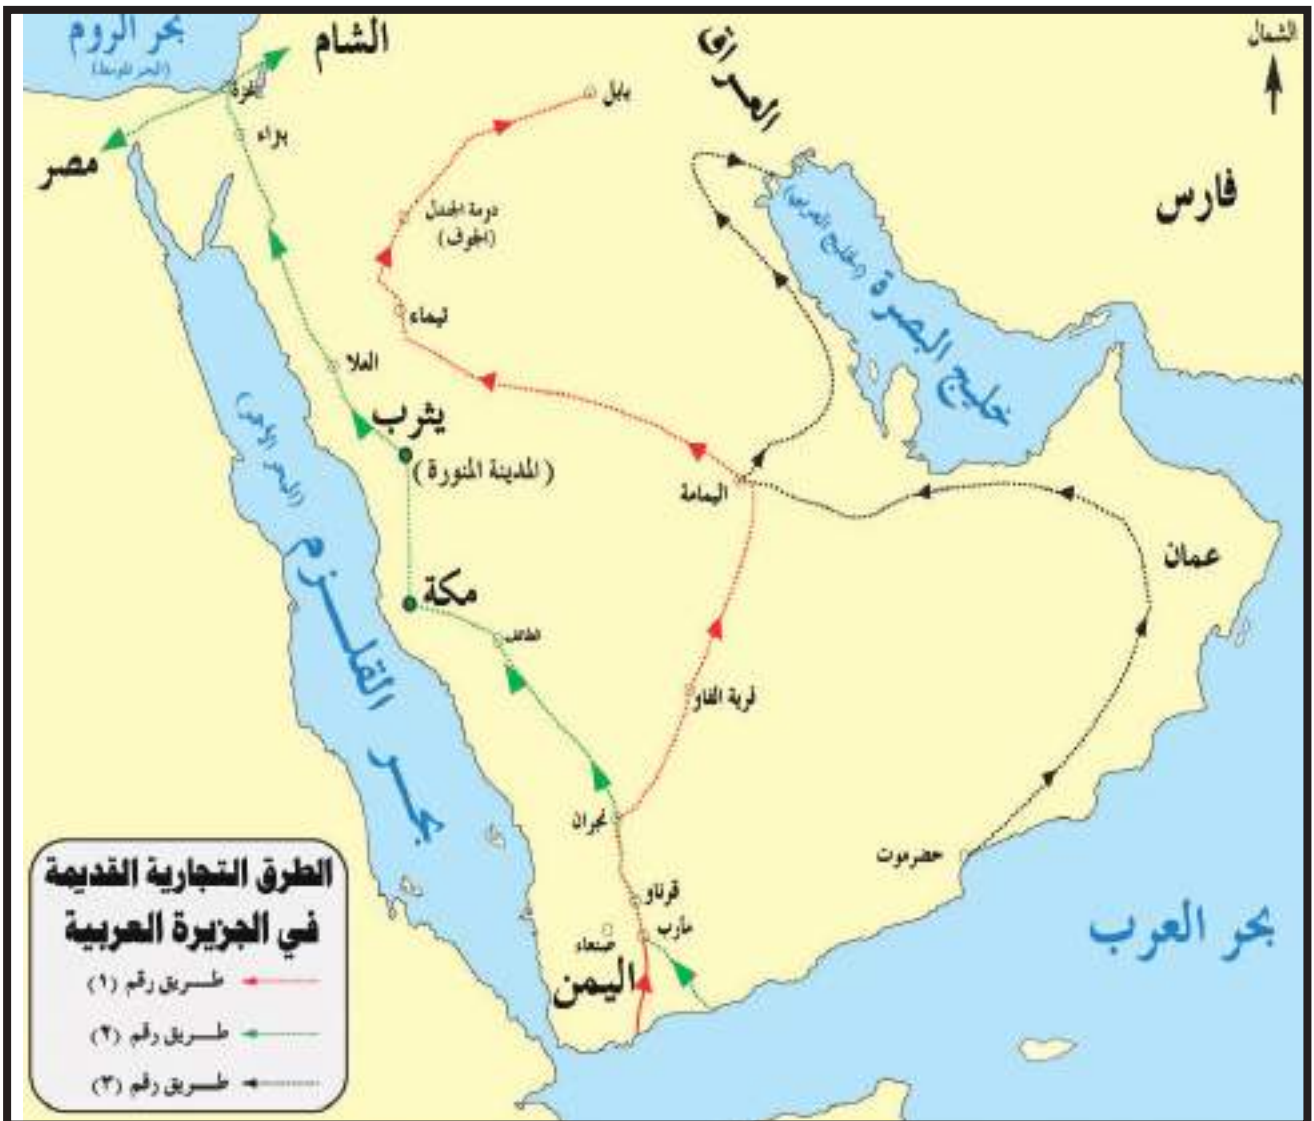 الشمال
بحر الروم
(البحر المتوسط)
الشام
العراق
بابل
غزة
بتراء
مصر
فارس
دومة الجندل
(الجوف)
تيماء
خليج البصرة
(الخليج العربي)
العلا
يثرب
(المدينة المنورة)
اليمامة
بحر القلزم
(البحر الأحمر)
عمان
مكة
الطائف
قرية الفاو
نجران
حضرموت
قرناو
مأرب
صنعاء
اليمن
بحر العرب
الطرق التجارية القديمة
في الجزيرة العربية
طريق رقم (١)
طريق رقم (٢)
طريق رقم (٣)